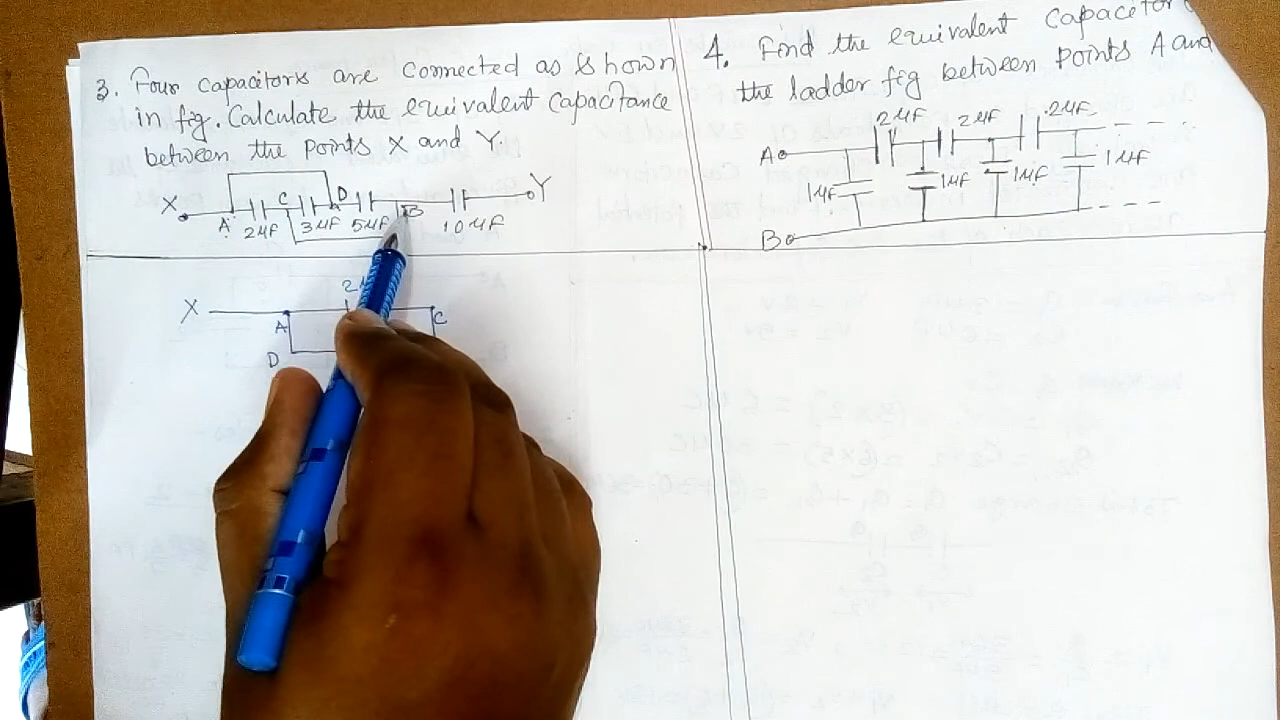 3. Four capacitors are connected as shown
in fig. Calculate the equivalent capacitance
between the points X and Y.
X A 2μF C 3μF D 5μF B 10μF Y
X A 2 C
D
4. Find the equivalent capacitor
the ladder fig between points A and
2μF 2μF 2μF
A 1μF 1μF 1μF 1μF
B